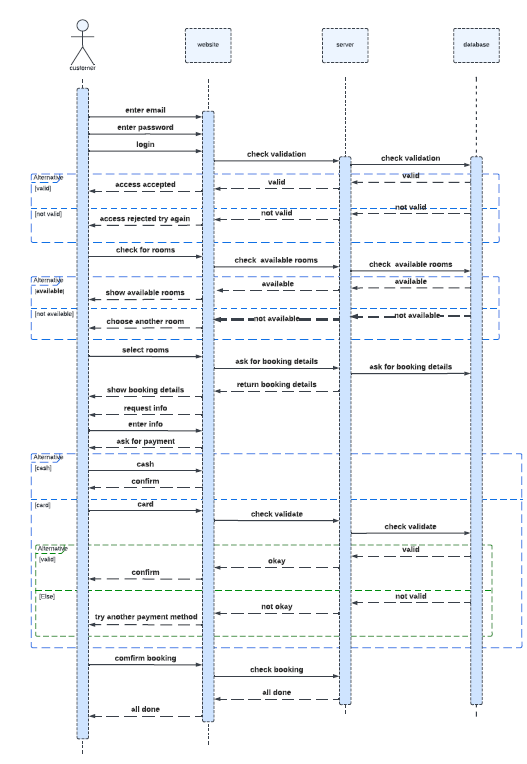 customer
website
server
database
enter email
enter password
login
check validation
check validation
Alternative
[valid]
access accepted
valid
valid
[not valid]
access rejected try again
not valid
not valid
check for rooms
check available rooms
check available rooms
Alternative
[available]
show available rooms
available
available
[not available]
choose another room
not available
not available
select rooms
ask for booking details
ask for booking details
show booking details
return booking details
request info
enter info
ask for payment
Alternative
[cash]
cash
confirm
[card]
card
check validate
check validate
Alternative
[valid]
valid
okay
confirm
[Else]
not valid
not okay
try another payment method
comfirm booking
check booking
all done
all done